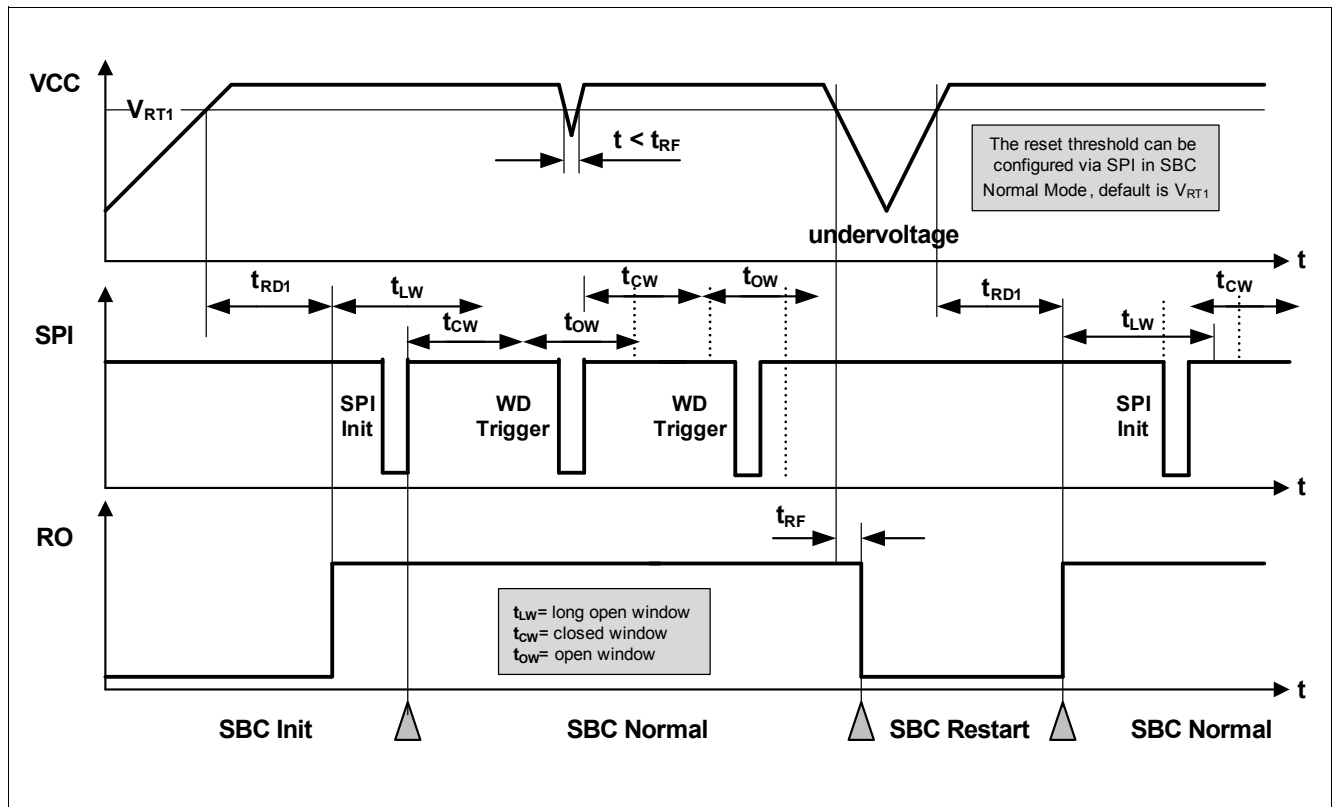 VCC
VRT1
t < tRF
The reset threshold can be
configured via SPI in SBC
Normal Mode, default is VRT1
undervoltage
t
tRD1
tLW
tCW
tOW
tCW
tOW
tRD1
tLW
tCW
SPI
SPI
Init
WD
Trigger
WD
Trigger
SPI
Init
t
RO
tRF
tLW= long open window
tCW= closed window
tOW= open window
t
SBC Init
SBC Normal
SBC Restart
SBC Normal